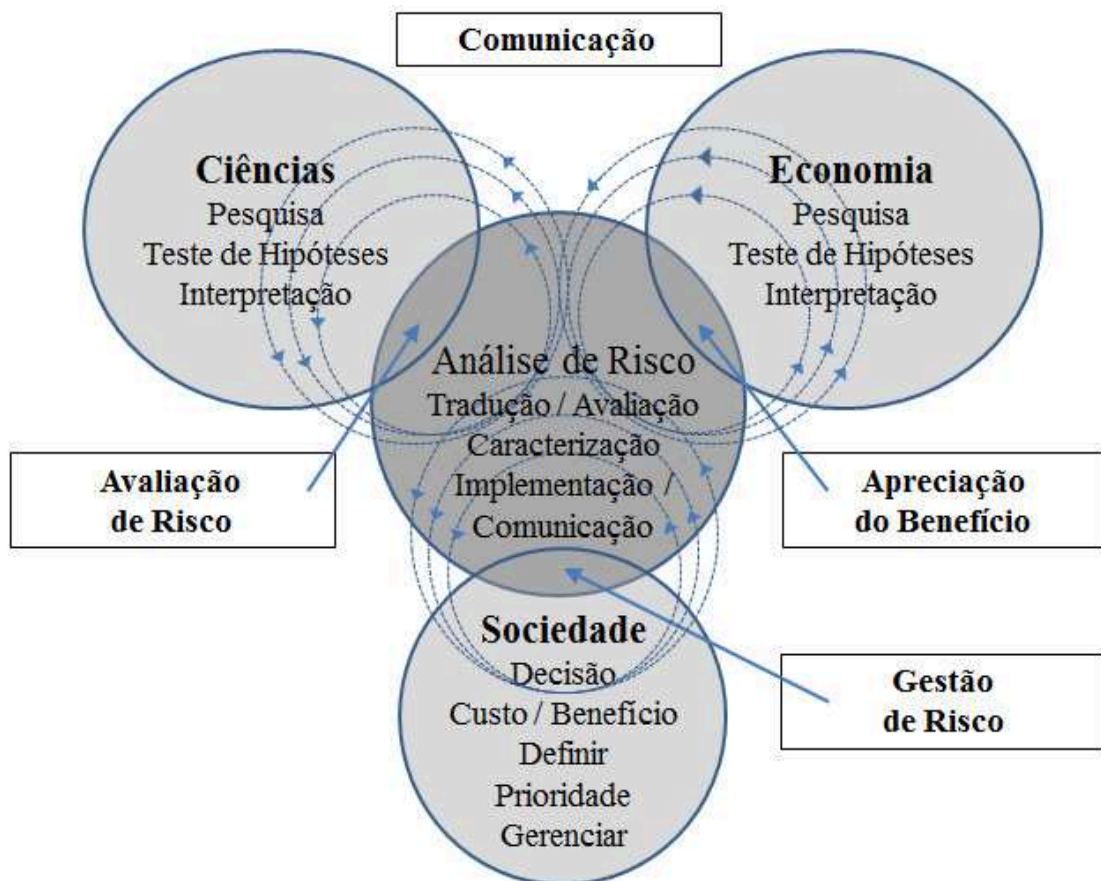 Comunicação
Ciências
Pesquisa
Teste de Hipóteses
Interpretação
Economia
Pesquisa
Teste de Hipóteses
Interpretação
Análise de Risco
Tradução / Avaliação
Caracterização
Implementação /
Comunicação
Avaliação
de Risco
Apreciação
do Benefício
Sociedade
Decisão
Custo / Benefício
Definir
Prioridade
Gerenciar
Gestão
de Risco